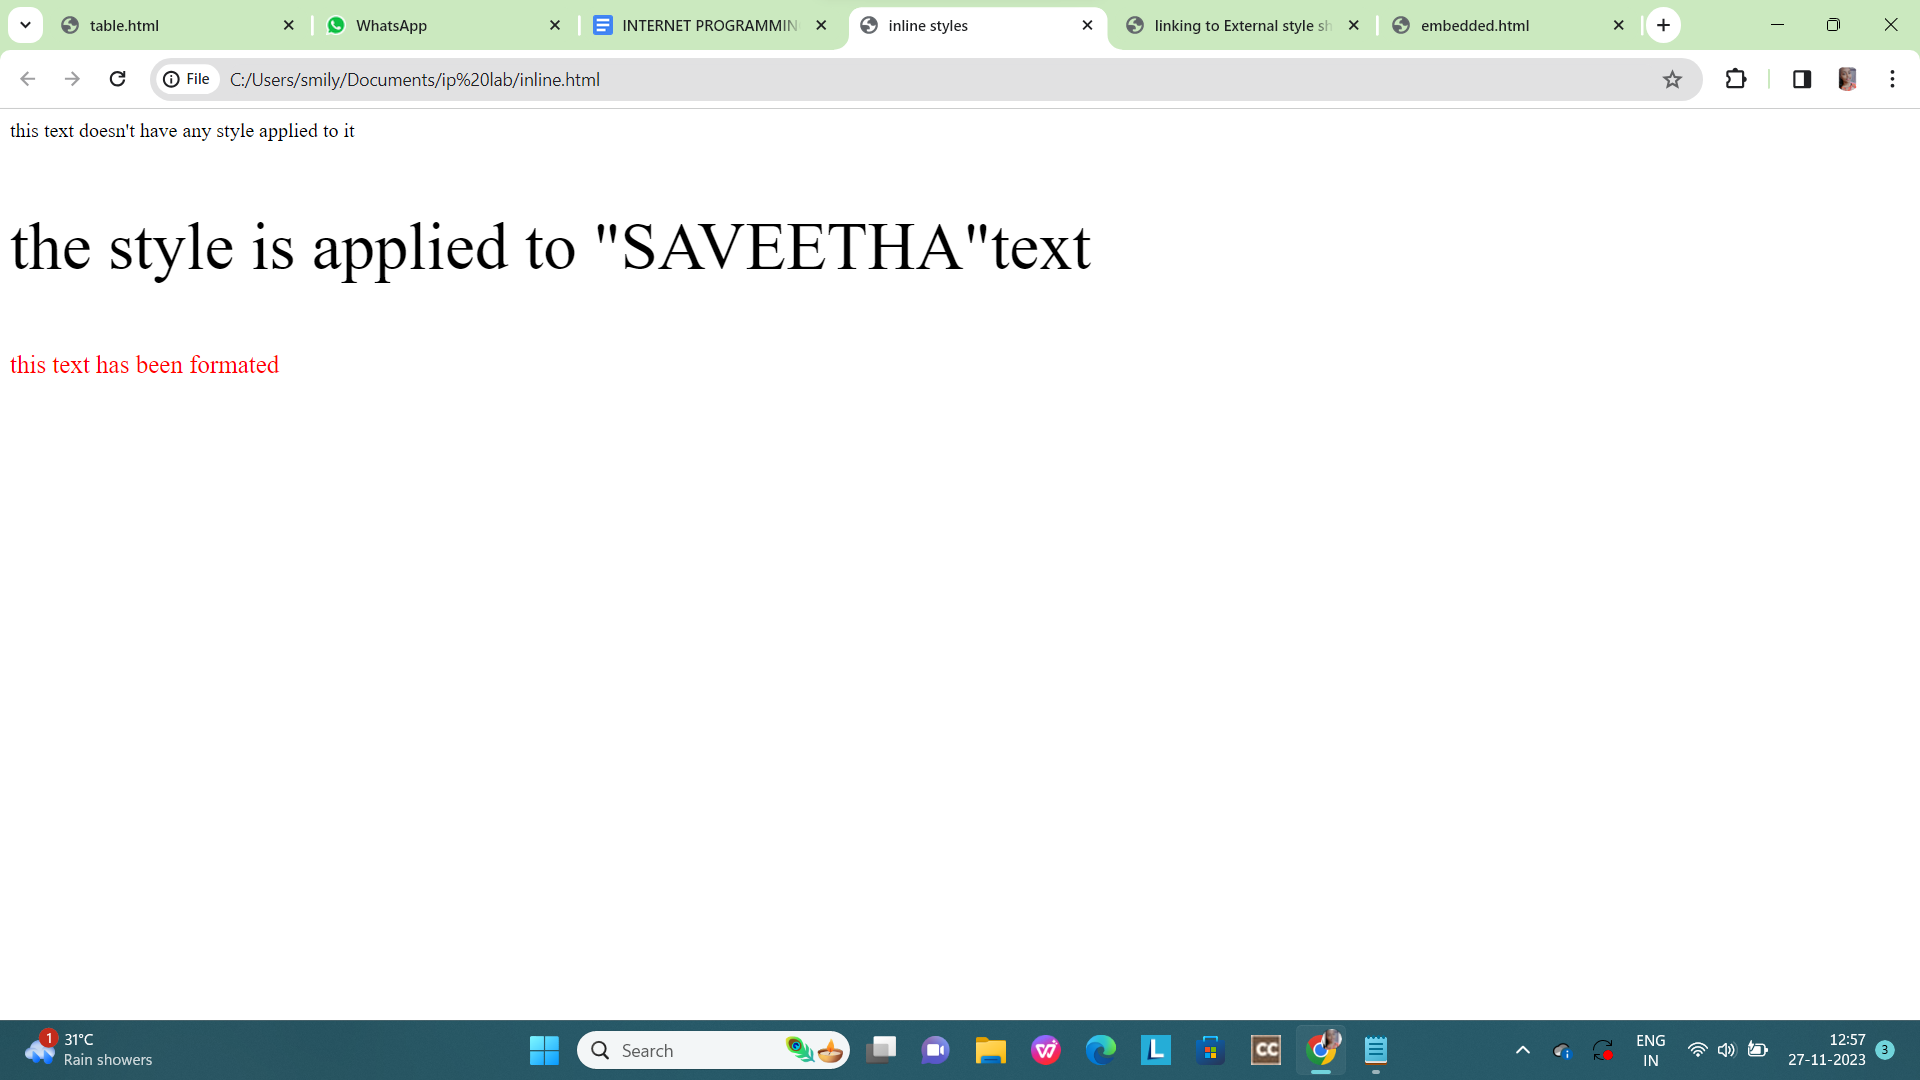 table.html
WhatsApp
INTERNET PROGRAMMIN
inline styles
linking to External style sh
embedded.html
File
C:/Users/smily/Documents/ip%20lab/inline.html
this text doesn't have any style applied to it
the style is applied to "SAVEETHA"text
this text has been formated
1
31°C
Rain showers
Search
L
CC
ENG
IN
12:57
27-11-2023
3